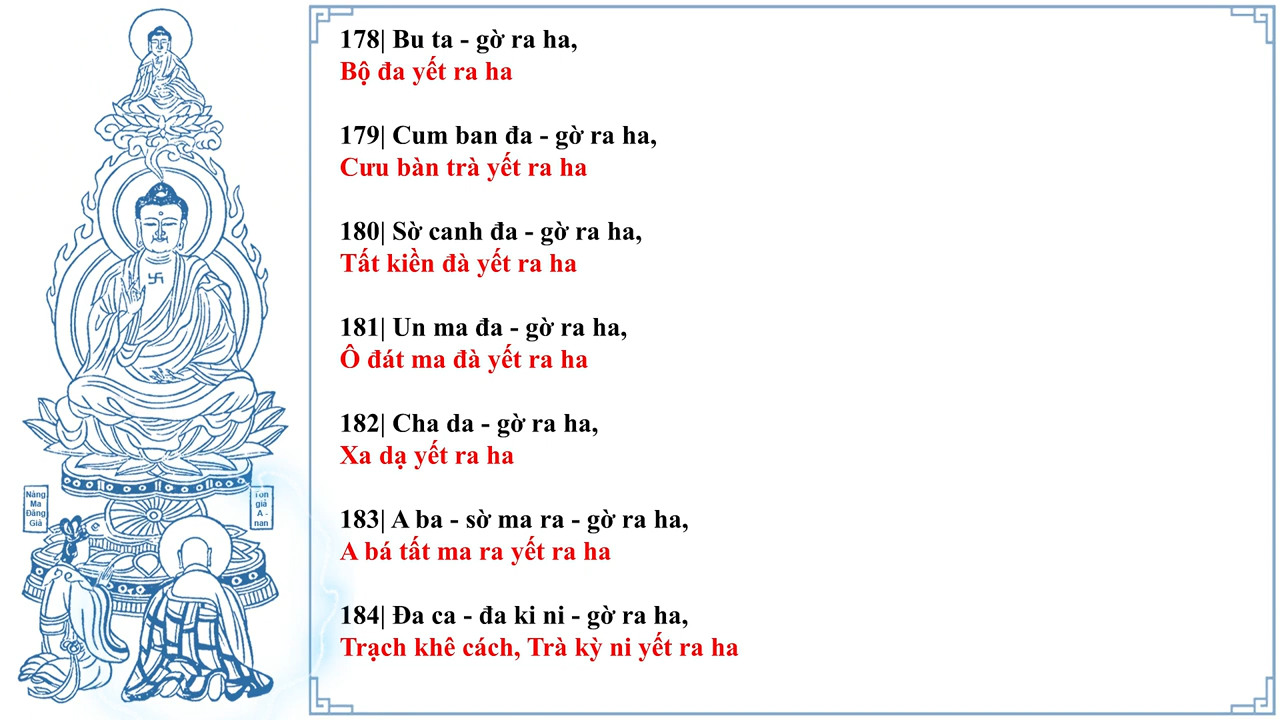 178| Bu ta - gờ ra ha,
Bộ đa yết ra ha
179| Cum ban đa - gờ ra ha,
Cưu bàn trà yết ra ha
180| Sờ canh đa - gờ ra ha,
Tất kiền đà yết ra ha
181| Un ma đa - gờ ra ha,
Ô đát ma đà yết ra ha
182| Cha da - gờ ra ha,
Xa dạ yết ra ha
183| A ba - sờ ma ra - gờ ra ha,
A bá tất ma ra yết ra ha
184| Đa ca - đa ki ni - gờ ra ha,
Trạch khê cách, Trà kỳ ni yết ra ha
Nàng
Ma
Đăng
Già
Tôn
giả
A -
nan